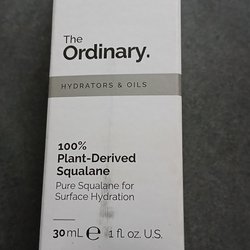 The
Ordinary.
HYDRATORS & OILS
100%
Plant-Derived
Squalane
Pure Squalane for
Surface Hydration
30mL ℮ 1 fl. oz. U.S.